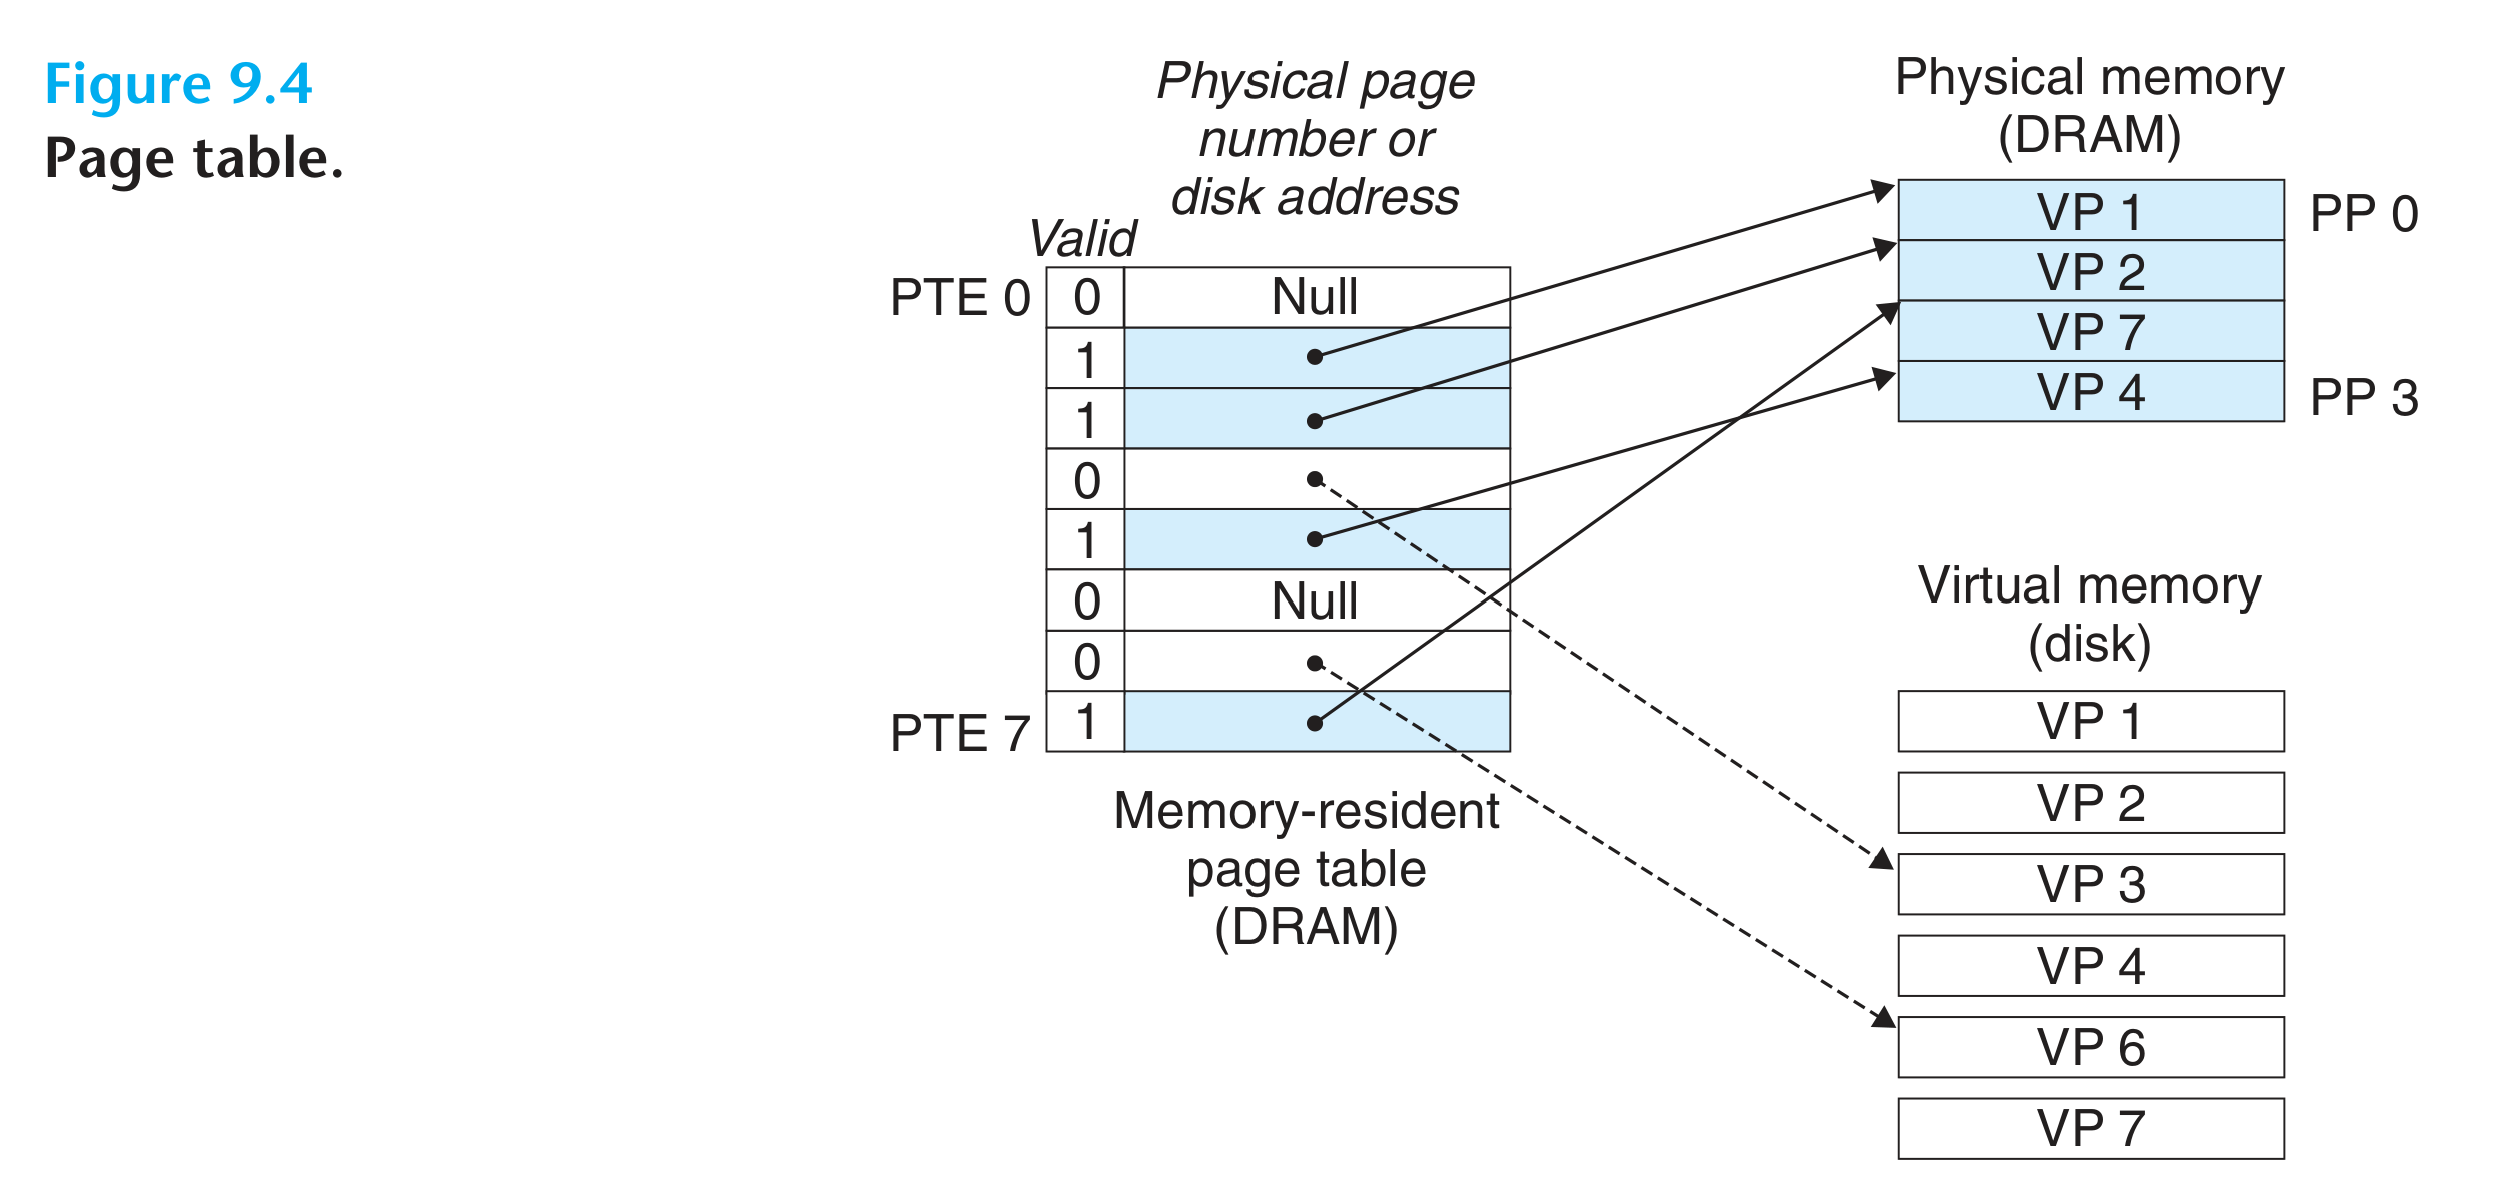 Figure 9.4
Page table.
Physical page
number or
disk address
Valid
PTE 0
0
Null
1
1
0
1
0
Null
0
PTE 7
1
Memory-resident
page table
(DRAM)
Physical memory
(DRAM)
VP 1
PP 0
VP 2
VP 7
VP 4
PP 3
Virtual memory
(disk)
VP 1
VP 2
VP 3
VP 4
VP 6
VP 7